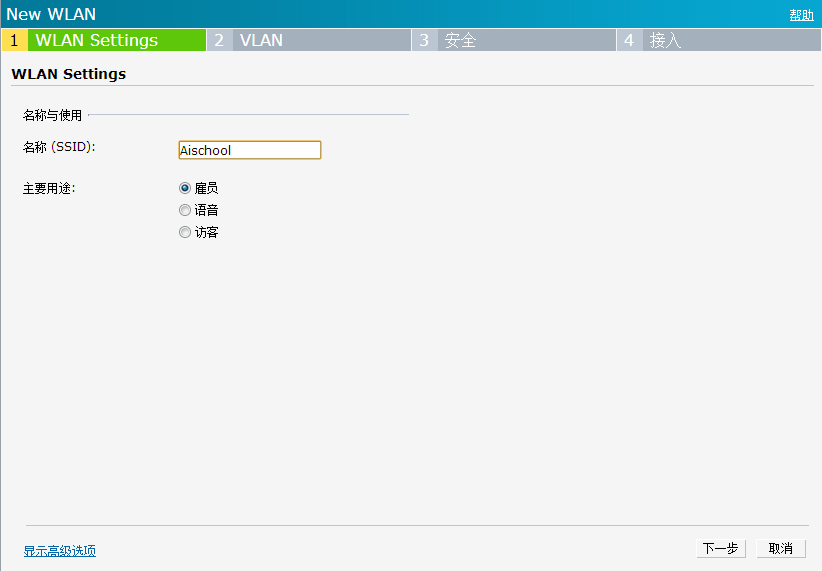 New WLAN 帮助
1 WLAN Settings 2 VLAN 3 安全 4 接入
WLAN Settings
名称与使用
名称 (SSID): Aischool
主要用途: 雇员
语音
访客
显示高级选项 下一步 取消